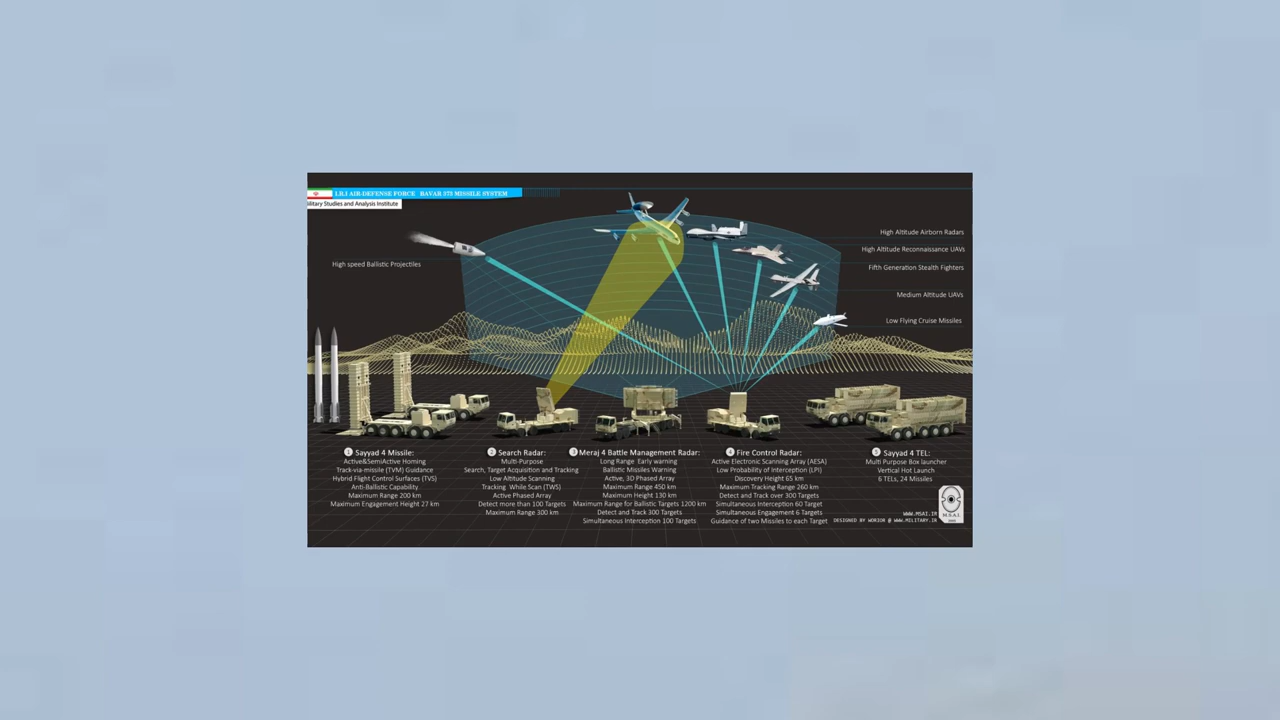 I.R.I AIR-DEFENSE FORCE BAVAR 373 MISSILE SYSTEM
ilitary Studies and Analysis Institute
High speed Ballistic Projectiles
High Altitude Airborn Radars
High Altitude Reconnaissance UAVs
Fifth Generation Stealth Fighters
Medium Altitude UAVs
Low Flying Cruise Missiles
1 Sayyad 4 Missile:
Active&SemiActive Homing
Track-via-missile (TVM) Guidance
Hybrid Flight Control Surfaces (TVS)
Anti-Ballistic Capability
Maximum Range 200 km
Maximum Engagement Height 27 km
2 Search Radar:
Multi-Purpose
Search, Target Acquisition and Tracking
Low Altitude Scanning
Tracking While Scan (TWS)
Active Phased Array
Detect more than 100 Targets
Maximum Range 300 km
3 Meraj 4 Battle Management Radar:
Long Range Early warning
Ballistic Missiles Warning
Active, 3D Phased Array
Maximum Range 450 km
Maximum Height 130 km
Maximum Range for Ballistic Targets 1200 km
Detect and Track 300 Targets
Simultaneous Interception 100 Targets
4 Fire Control Radar:
Active Electronic Scanning Array (AESA)
Low Probability of Interception (LPI)
Discovery Height 65 km
Maximum Tracking Range 260 km
Detect and Track over 300 Targets
Simultaneous Interception 60 Target
Simultaneous Engagement 6 Targets
Guidance of two Missiles to each Target
5 Sayyad 4 TEL:
Multi Purpose Box launcher
Vertical Hot Launch
6 TELs, 24 Missiles
WWW.MSAI.IR
DESIGNED BY WORIOR @ WWW.MILITARY.IR
M.S.A.I.